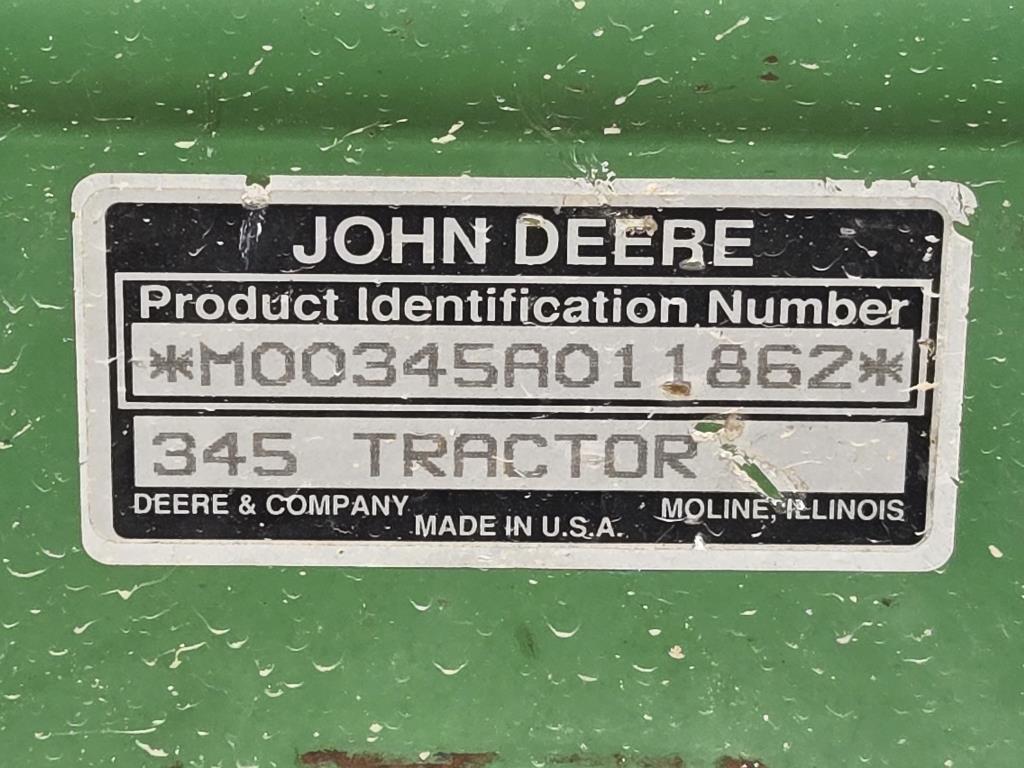 JOHN DEERE
Product Identification Number
*M00345A011862*
345 TRACTOR
DEERE & COMPANY MOLINE, ILLINOIS
MADE IN U.S.A.